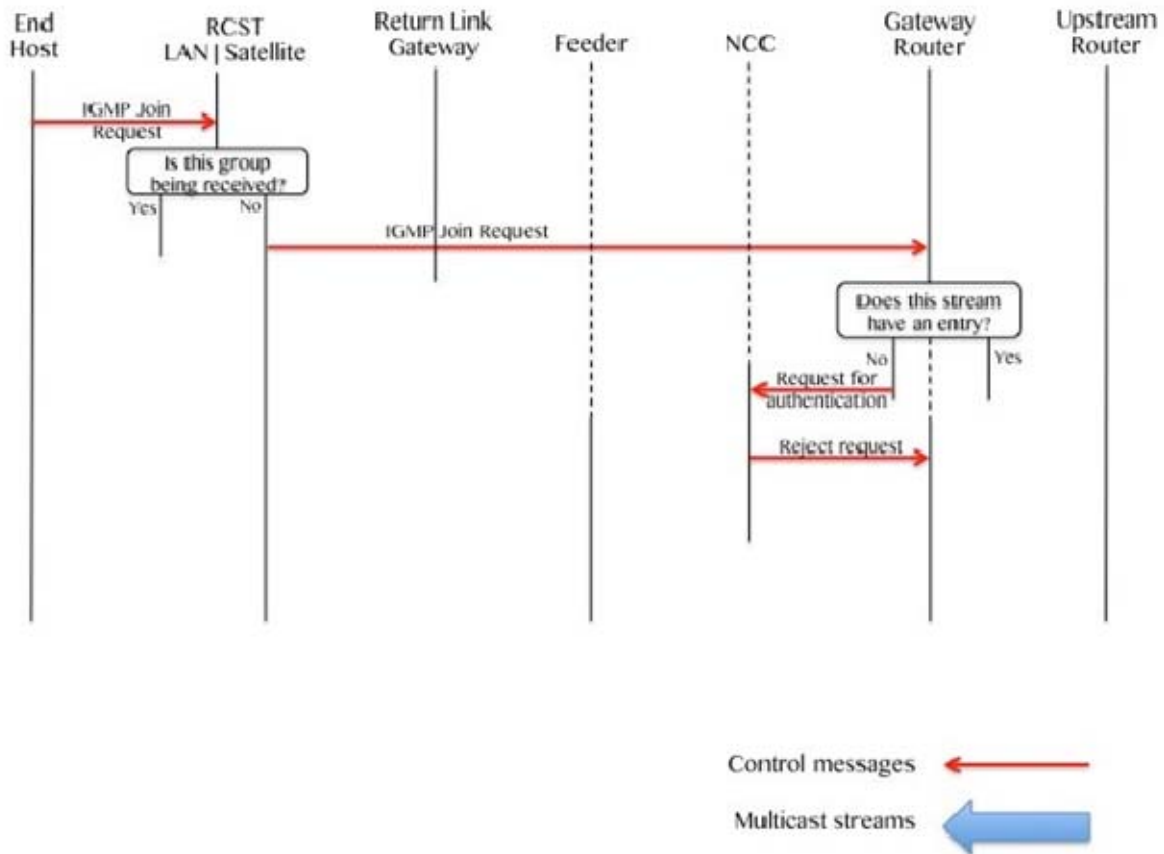 End
Host
RCST
LAN | Satellite
Return Link
Gateway
Feeder
NCC
Gateway
Router
Upstream
Router
IGMP Join
Request
Is this group
being received?
Yes
No
IGMP Join Request
Does this stream
have an entry?
No
Yes
Request for
authentication
Reject request
Control messages
Multicast streams